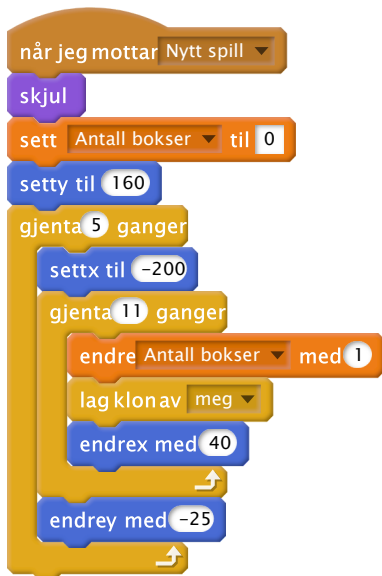 når jeg mottar Nytt spill
skjul
sett Antall bokser til 0
setty til 160
gjenta 5 ganger
settx til -200
gjenta 11 ganger
endre Antall bokser med 1
lag klon av meg
endrex med 40
endrey med -25